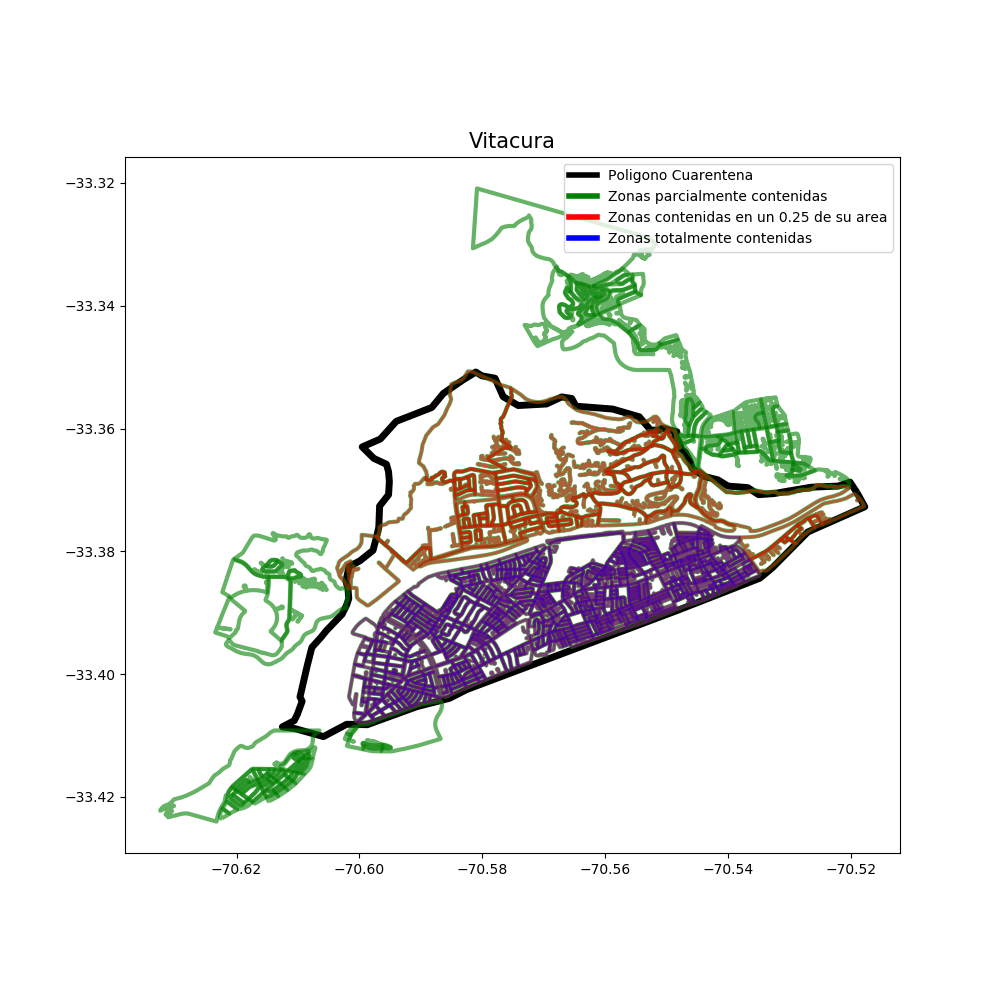 Vitacura
Poligono Cuarentena
Zonas parcialmente contenidas
Zonas contenidas en un 0.25 de su area
Zonas totalmente contenidas
−33.32
−33.34
−33.36
−33.38
−33.40
−33.42
−70.62
−70.60
−70.58
−70.56
−70.54
−70.52